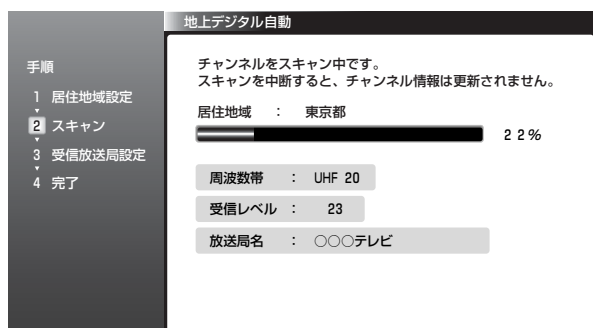 地上デジタル自動
手順
1 居住地域設定
2 スキャン
3 受信放送局設定
4 完了
チャンネルをスキャン中です。
スキャンを中断すると、チャンネル情報は更新されません。
居住地域 : 東京都
22%
周波数帯 : UHF 20
受信レベル : 23
放送局名 : ○○○テレビ